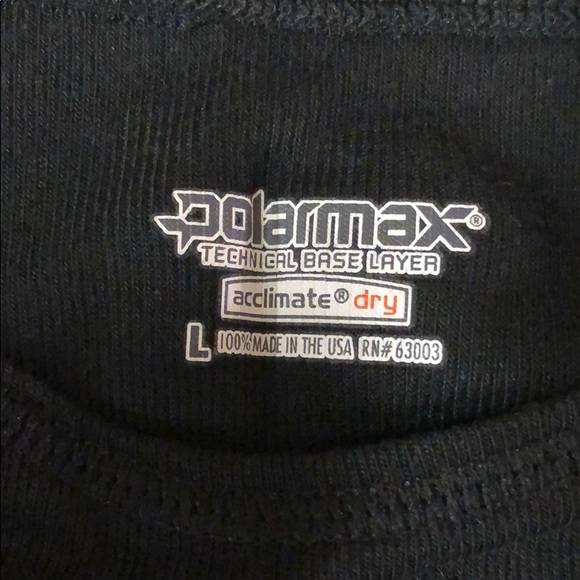 polarmax®
TECHNICAL BASE LAYER
acclimate® dry
L 100% MADE IN THE USA RN# 63003